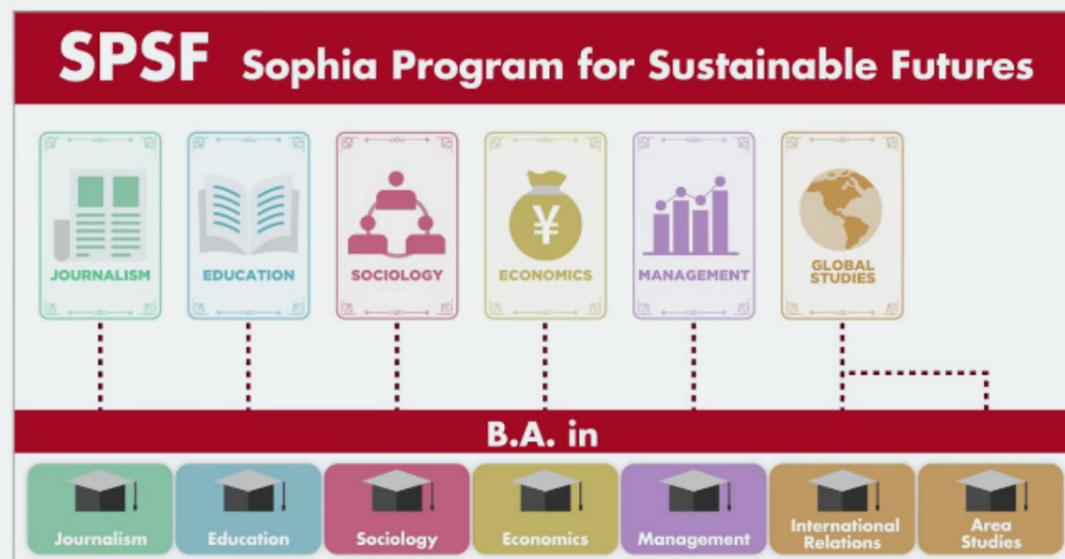 SPSF Sophia Program for Sustainable Futures
JOURNALISM
EDUCATION
SOCIOLOGY
¥
ECONOMICS
MANAGEMENT
GLOBAL
STUDIES
B.A. in
Journalism
Education
Sociology
Economics
Management
International
Relations
Area
Studies